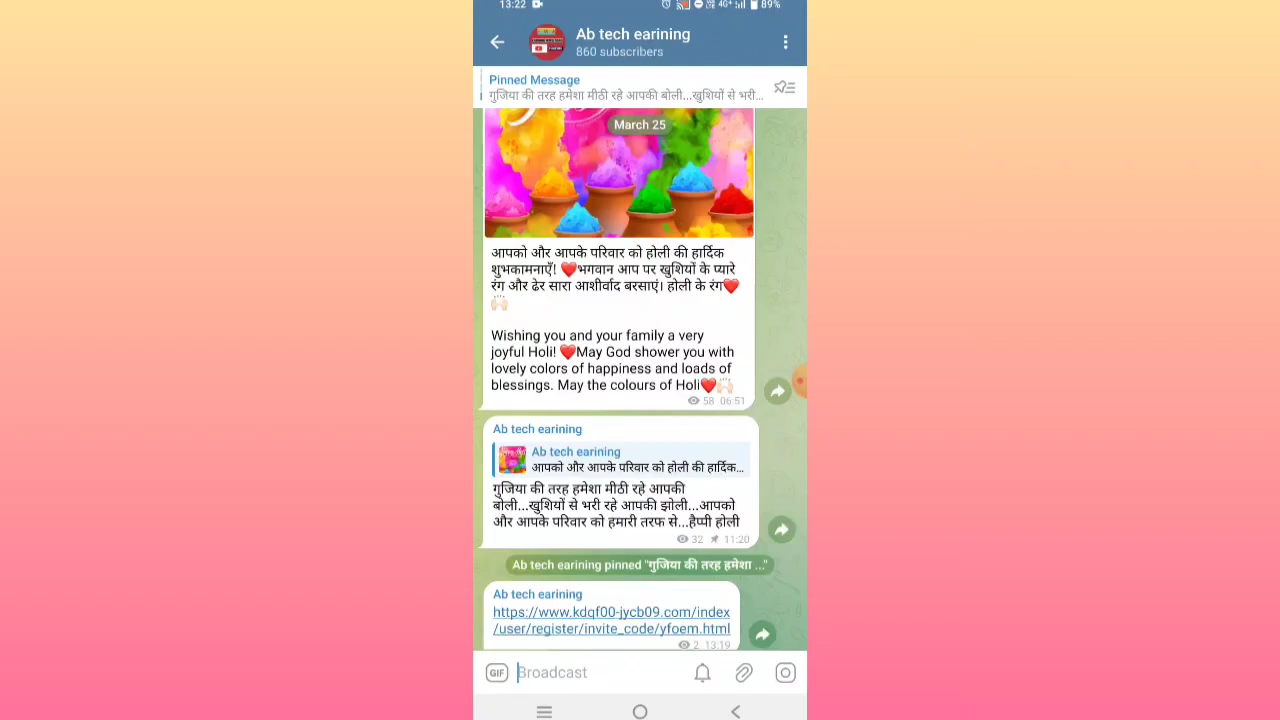 13:22 4G+ 89%
Ab tech earining
860 subscribers
Pinned Message
गुजिया की तरह हमेशा मीठी रहे आपकी बोली...खुशियों से भरी...
March 25
आपको और आपके परिवार को होली की हार्दिक
शुभकामनाएँ! ❤️भगवान आप पर खुशियों के प्यारे
रंग और ढेर सारा आशीर्वाद बरसाएं। होली के रंग❤️
🙌🏻
Wishing you and your family a very
joyful Holi! ❤️May God shower you with
lovely colors of happiness and loads of
blessings. May the colours of Holi❤️🙌🏻
58 06:51
Ab tech earining
Ab tech earining
आपको और आपके परिवार को होली की हार्दिक...
गुजिया की तरह हमेशा मीठी रहे आपकी
बोली...खुशियों से भरी रहे आपकी झोली...आपको
और आपके परिवार को हमारी तरफ से...हैप्पी होली
32 11:20
Ab tech earining pinned "गुजिया की तरह हमेशा ..."
Ab tech earining
https://www.kdqf00-jycb09.com/index
/user/register/invite_code/yfoem.html
2 13:19
GIF Broadcast